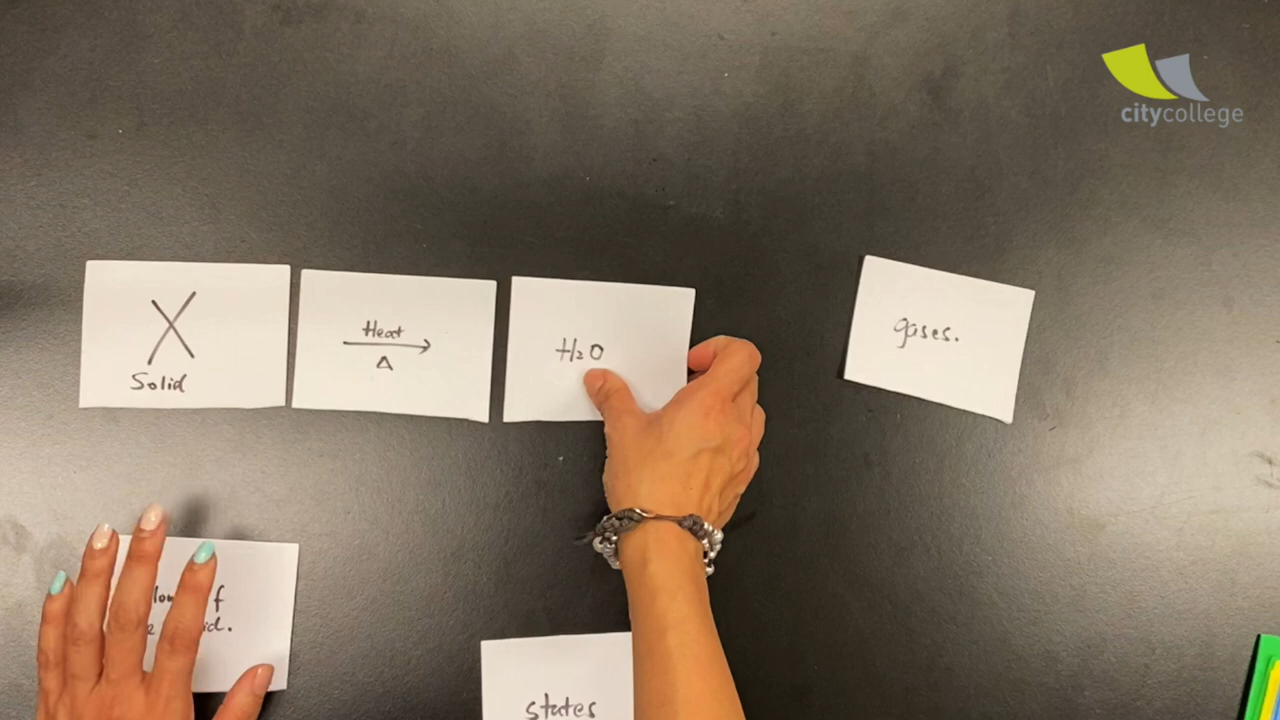 citycollege
X
Solid
Heat
Δ
H2O
gases.
states